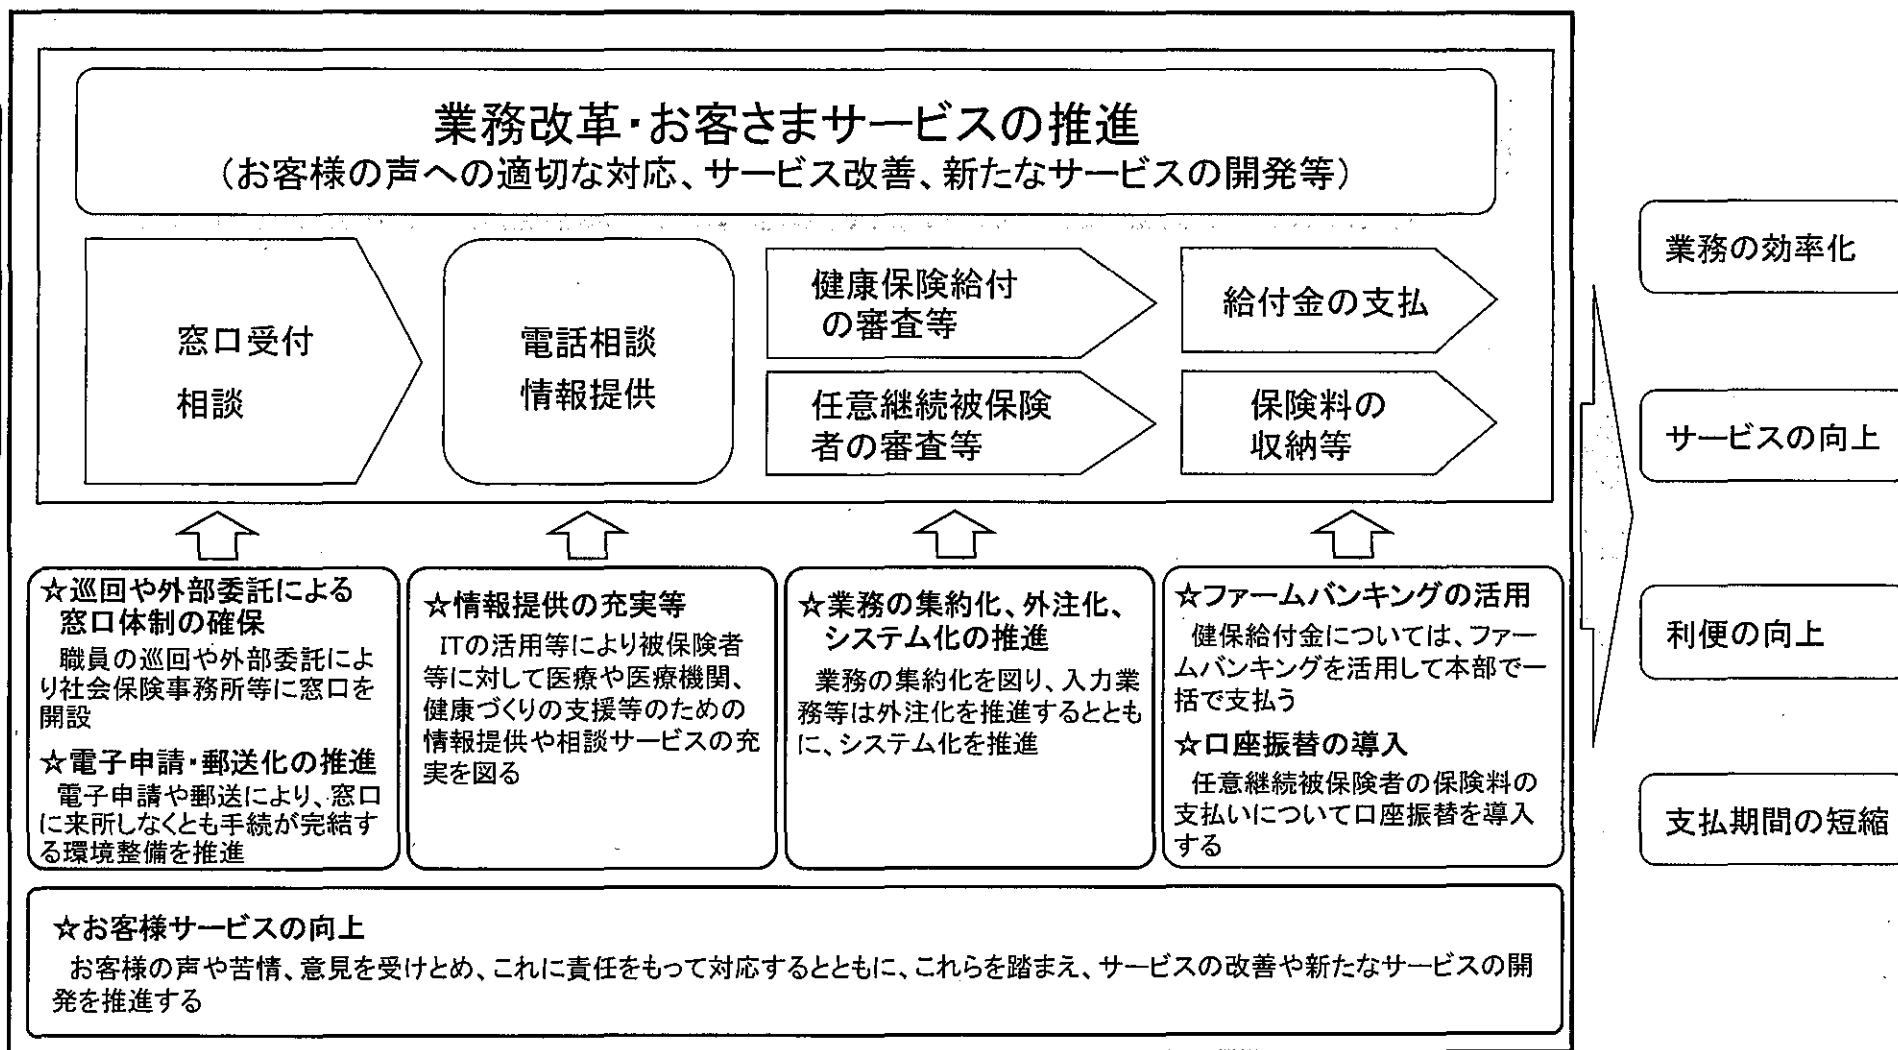 業務改革・お客さまサービスの推進
（お客様の声への適切な対応、サービス改善、新たなサービスの開発等）
窓口受付
相談
電話相談
情報提供
健康保険給付
の審査等
任意継続被保険
者の審査等
給付金の支払
保険料の
収納等
☆巡回や外部委託による
窓口体制の確保
職員の巡回や外部委託によ
り社会保険事務所等に窓口を
開設
☆電子申請・郵送化の推進
電子申請や郵送により、窓口
に来所しなくとも手続が完結す
る環境整備を推進
☆情報提供の充実等
ITの活用等により被保険者
等に対して医療や医療機関、
健康づくりの支援等のための
情報提供や相談サービスの充
実を図る
☆業務の集約化、外注化、
システム化の推進
業務の集約化を図り、入力業
務等は外注化を推進するととも
に、システム化を推進
☆ファームバンキングの活用
健保給付金については、ファー
ムバンキングを活用して本部で一
括で支払う
☆口座振替の導入
任意継続被保険者の保険料の
支払いについて口座振替を導入
する
☆お客様サービスの向上
お客様の声や苦情、意見を受けとめ、これに責任をもって対応するとともに、これらを踏まえ、サービスの改善や新たなサービスの開
発を推進する
業務の効率化
サービスの向上
利便の向上
支払期間の短縮